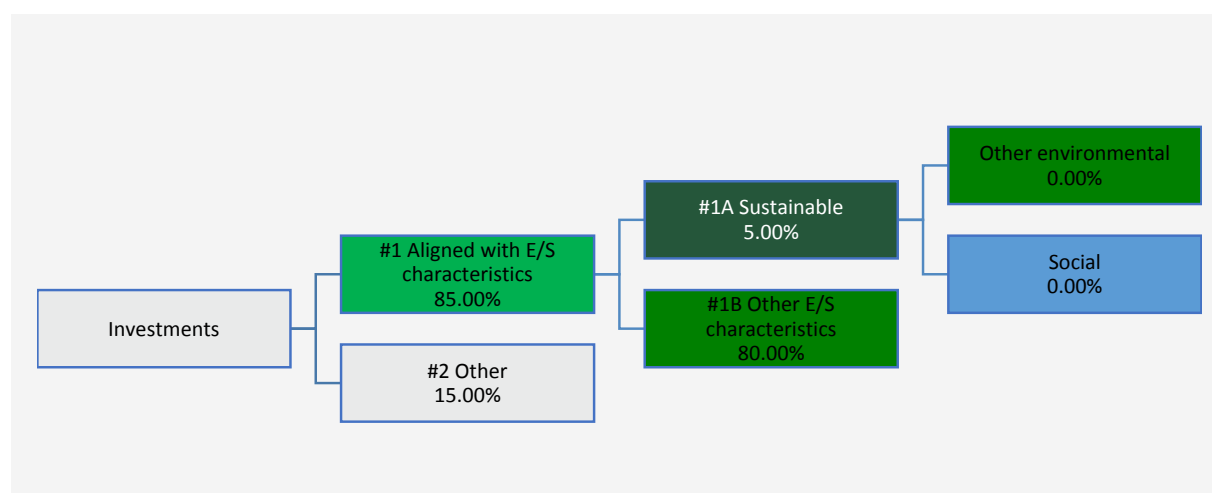 Investments
#1 Aligned with E/S
characteristics
85.00%
#2 Other
15.00%
#1A Sustainable
5.00%
#1B Other E/S
characteristics
80.00%
Other environmental
0.00%
Social
0.00%